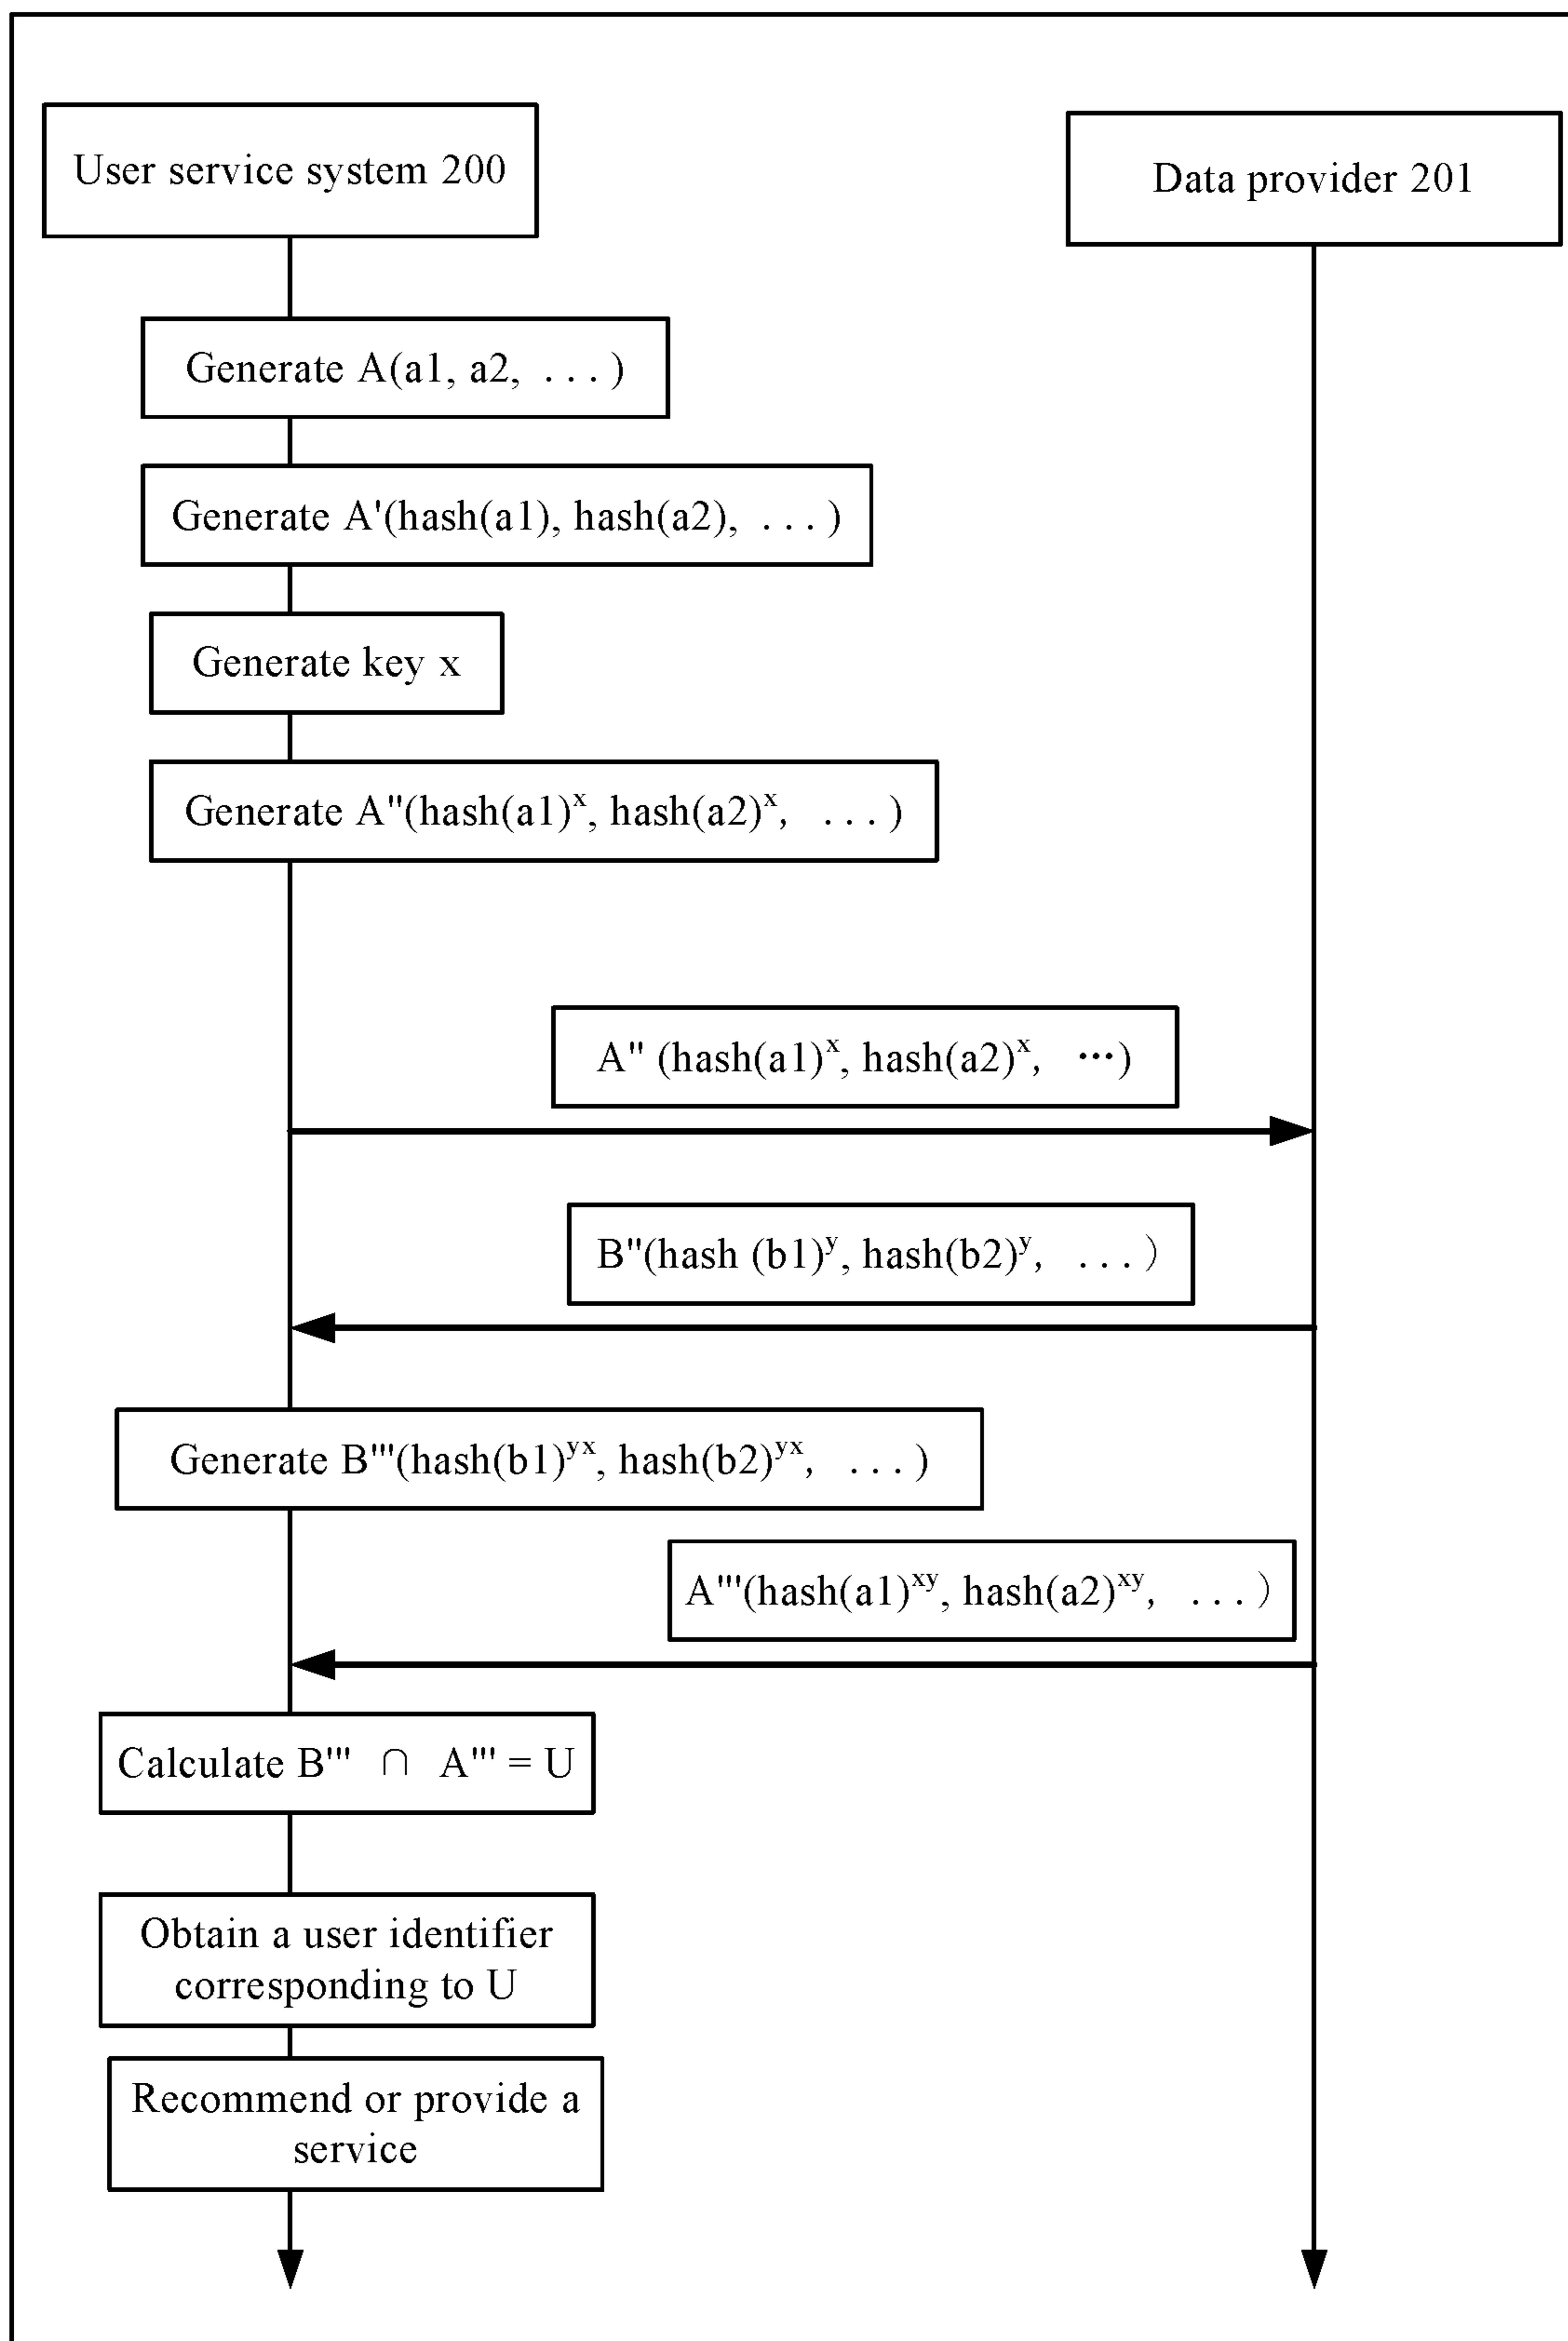 User service system 200
Data provider 201
Generate A(a1, a2, ...)
Generate A'(hash(a1), hash(a2), ...)
Generate key x
Generate A"(hash(a1)^x, hash(a2)^x, ...)
A" (hash(a1)^x, hash(a2)^x, ...)
B"(hash (b1)^y, hash(b2)^y, ...)
Generate B'"(hash(b1)^yx, hash(b2)^yx, ...)
A'"(hash(a1)^xy, hash(a2)^xy, ...)
Calculate B'" ∩ A'" = U
Obtain a user identifier
corresponding to U
Recommend or provide a
service